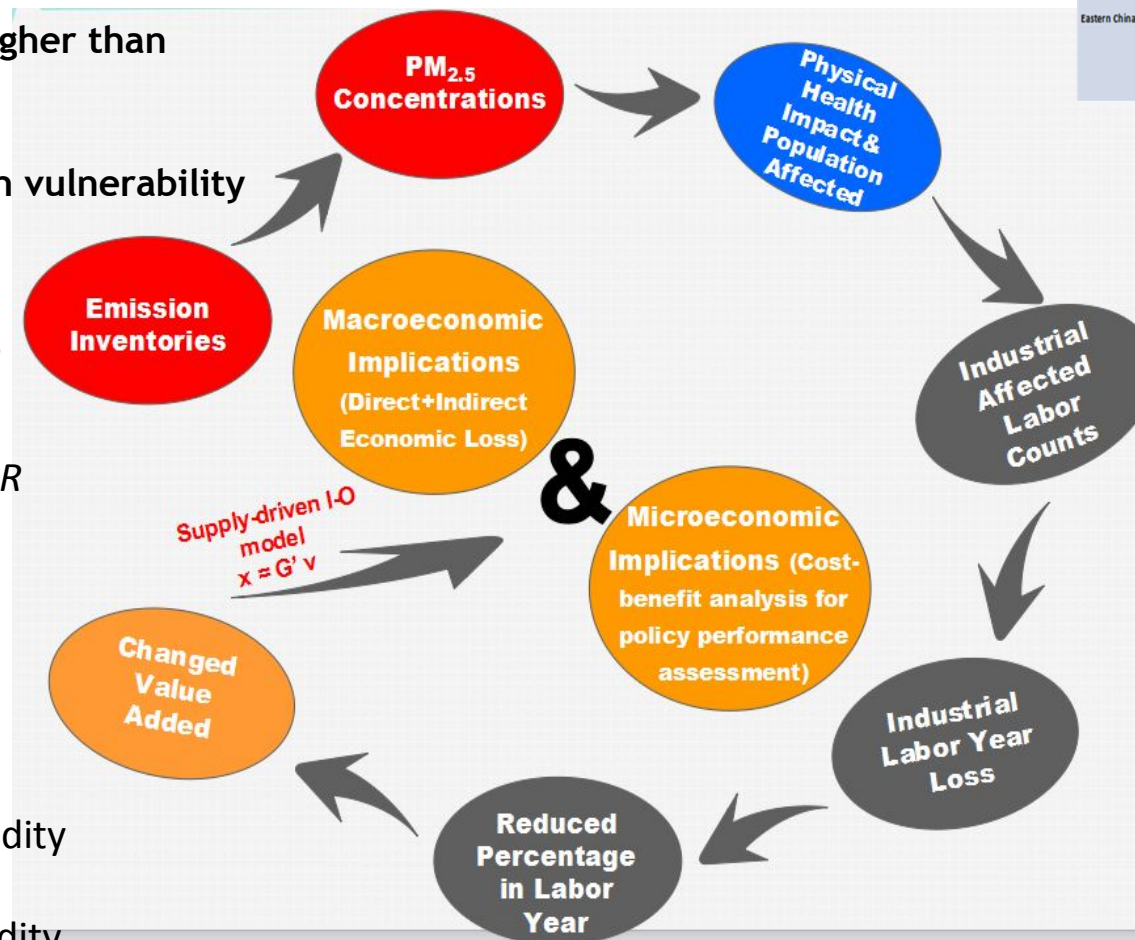 gher than
vulnerability
R
dity
dity
Eastern China
PM2.5
Concentrations
Physical
Health
Impact&
Population
Affected
Emission
Inventories
Macroeconomic
Implications
(Direct+Indirect
Economic Loss)
&
Industrial
Affected
Labor
Counts
Supply-driven I-O
model
x = G' v
Microeconomic
Implications (Cost-
benefit analysis for
policy performance
assessment)
Changed
Value
Added
Industrial
Labor Year
Loss
Reduced
Percentage
in Labor
Year